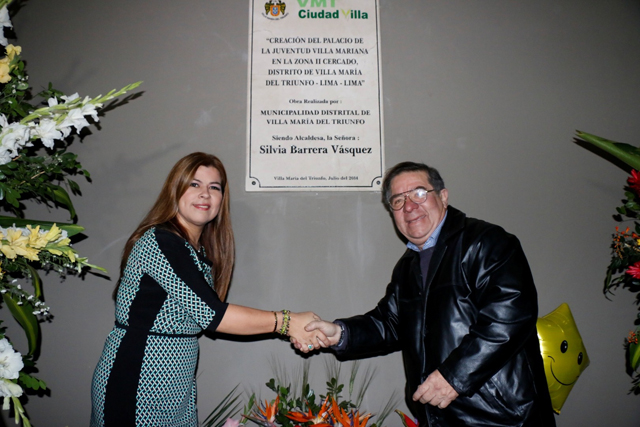 VMT
Ciudad Villa
"CREACIÓN DEL PALACIO DE
LA JUVENTUD VILLA MARIANA
EN LA ZONA II CERCADO,
DISTRITO DE VILLA MARÍA
DEL TRIUNFO - LIMA - LIMA"
Obra Realizada por :
MUNICIPALIDAD DISTRITAL DE
VILLA MARÍA DEL TRIUNFO
Siendo Alcaldesa, la Señora :
Silvia Barrera Vásquez
Villa María del Triunfo, Julio del 2014